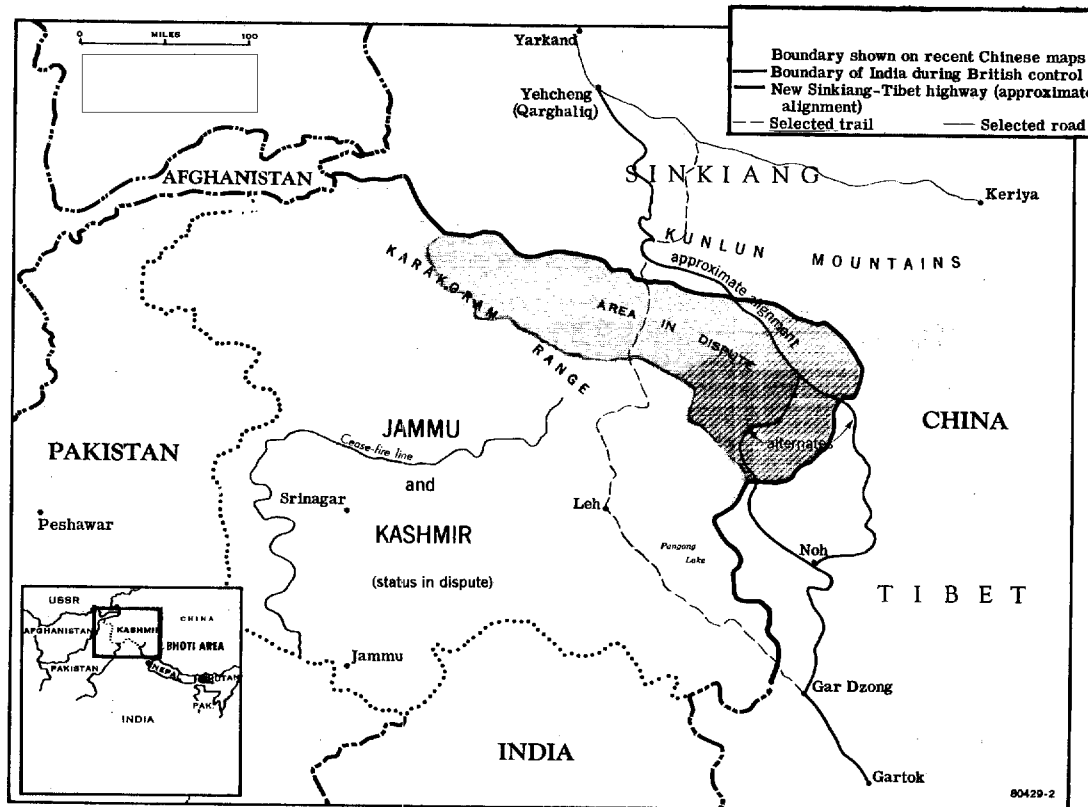 0 MILES 100
Yarkand
Yehcheng
(Qarghaliq)
Boundary shown on recent Chinese maps
Boundary of India during British control
New Sinkiang-Tibet highway (approximate
alignment)
Selected trail
Selected road
AFGHANISTAN
SINKIANG
Keriya
KUNLUN MOUNTAINS
approximate alignment
KARAKORAM RANGE
AREA IN DISPUTE
CHINA
alternates
PAKISTAN
JAMMU
Cease-fire line
and
KASHMIR
(status in dispute)
Srinagar
Peshawar
Leh
Pangong
Lake
Noh
TIBET
Jammu
Gar Dzong
INDIA
Gartok
80429-2
USSR
CHINA
AFGHANISTAN
KASHMIR
BHOTI AREA
PAKISTAN
NEPAL
BHUTAN
PAK.
INDIA